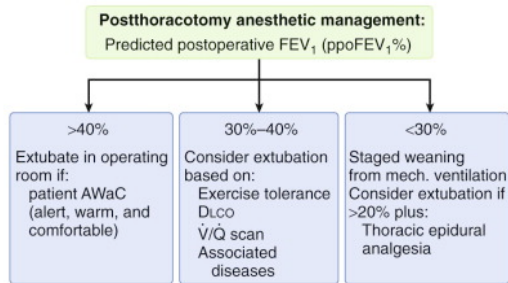 Postthoracotomy anesthetic management:
Predicted postoperative FEV₁ (ppoFEV₁%)
>40%
Extubate in operating
room if:
patient AWaC
(alert, warm, and
comfortable)
30%–40%
Consider extubation
based on:
Exercise tolerance
DLCO
V̇/Q̇ scan
Associated
diseases
<30%
Staged weaning
from mech. ventilation
Consider extubation if
>20% plus:
Thoracic epidural
analgesia